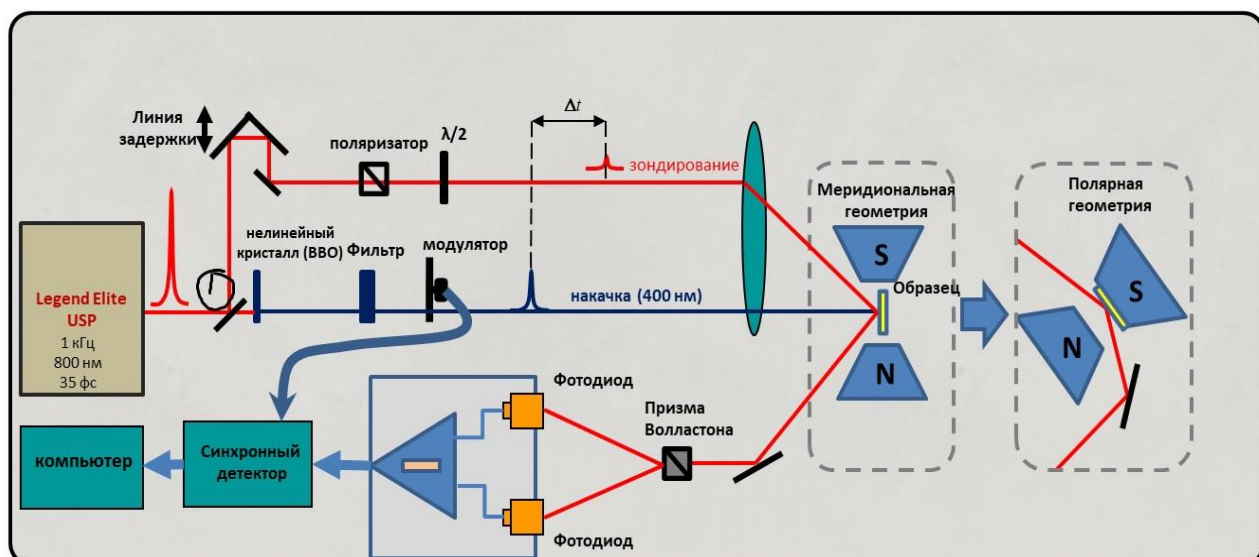 Линия
задержки
поляризатор
λ/2
Δt
зондирование
Меридиональная
геометрия
Полярная
геометрия
нелинейный
кристалл (BBO)
Фильтр
модулятор
накачка (400 нм)
Образец
S
N
S
N
Legend Elite
USP
1 кГц
800 нм
35 фс
1
Фотодиод
Призма
Волластона
Синхронный
детектор
компьютер
Фотодиод